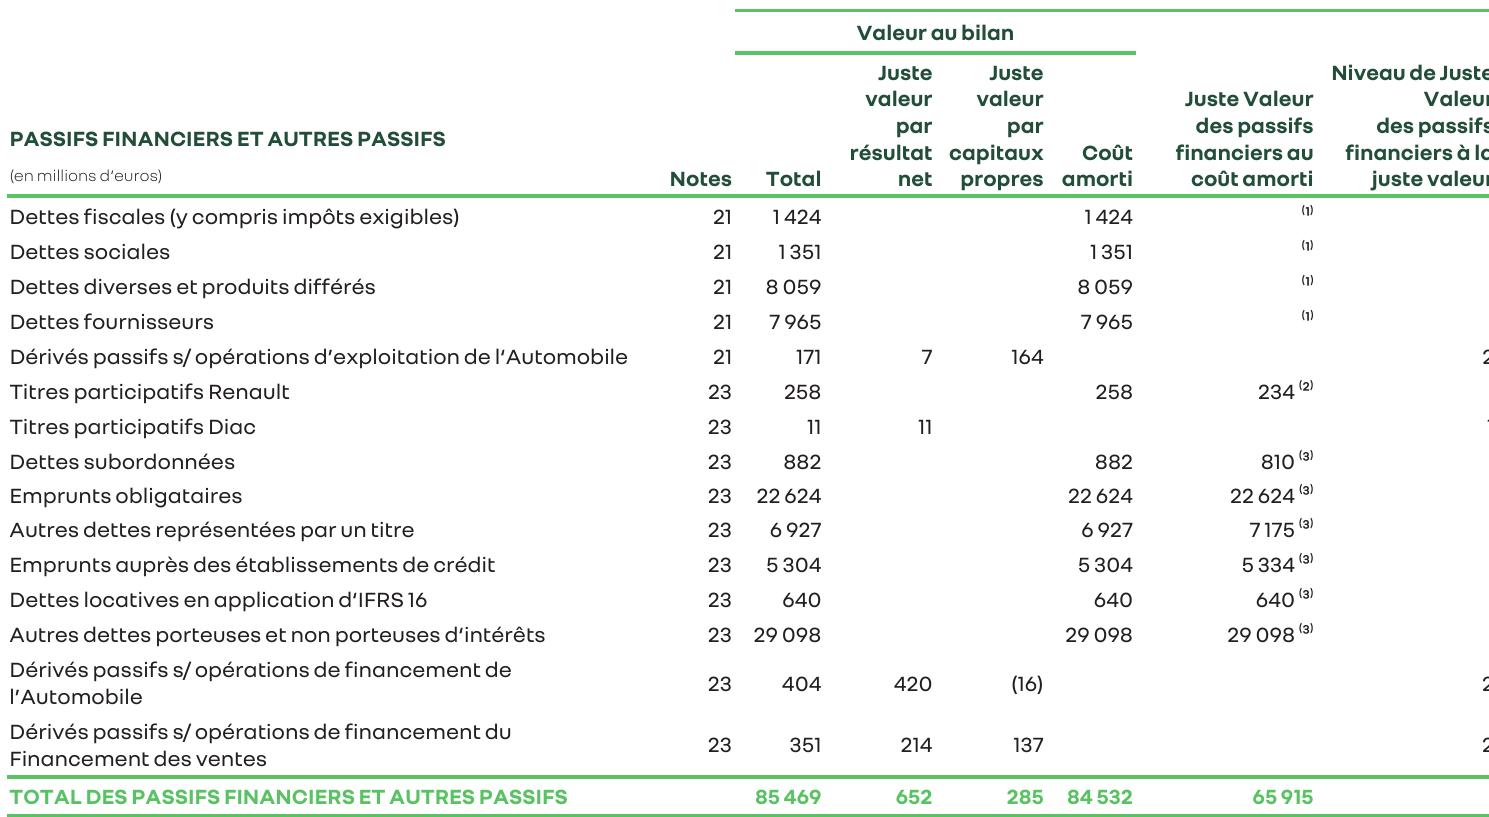 Valeur au bilan
PASSIFS FINANCIERS ET AUTRES PASSIFS
(en millions d'euros)
Notes
Total
Juste
valeur
par
résultat
net
Juste
valeur
par
capitaux
propres
Coût
amorti
Juste Valeur
des passifs
financiers au
coût amorti
Niveau de Juste
Valeur
des passifs
financiers à la
juste valeur
Dettes fiscales (y compris impôts exigibles) 21 1 424 1 424 (1)
Dettes sociales 21 1 351 1 351 (1)
Dettes diverses et produits différés 21 8 059 8 059 (1)
Dettes fournisseurs 21 7 965 7 965 (1)
Dérivés passifs s/ opérations d'exploitation de l'Automobile 21 171 7 164 2
Titres participatifs Renault 23 258 258 234 (2)
Titres participatifs Diac 23 11 11
Dettes subordonnées 23 882 882 810 (3)
Emprunts obligataires 23 22 624 22 624 22 624 (3)
Autres dettes représentées par un titre 23 6 927 6 927 7 175 (3)
Emprunts auprès des établissements de crédit 23 5 304 5 304 5 334 (3)
Dettes locatives en application d'IFRS 16 23 640 640 640 (3)
Autres dettes porteuses et non porteuses d'intérêts 23 29 098 29 098 29 098 (3)
Dérivés passifs s/ opérations de financement de
l'Automobile 23 404 420 (16) 2
Dérivés passifs s/ opérations de financement du
Financement des ventes 23 351 214 137 2
TOTAL DES PASSIFS FINANCIERS ET AUTRES PASSIFS 85 469 652 285 84 532 65 915